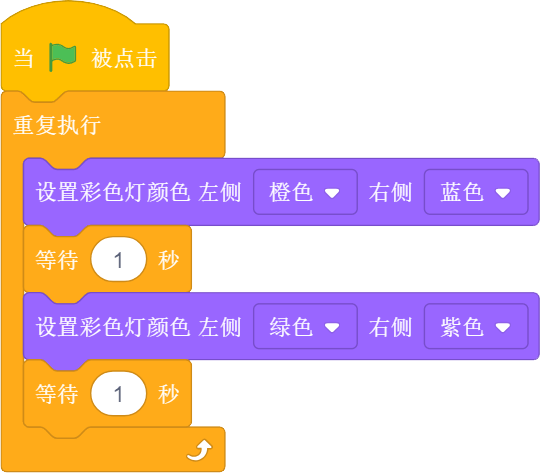 当 被点击
重复执行
设置彩色灯颜色 左侧 橙色 右侧 蓝色
等待 1 秒
设置彩色灯颜色 左侧 绿色 右侧 紫色
等待 1 秒